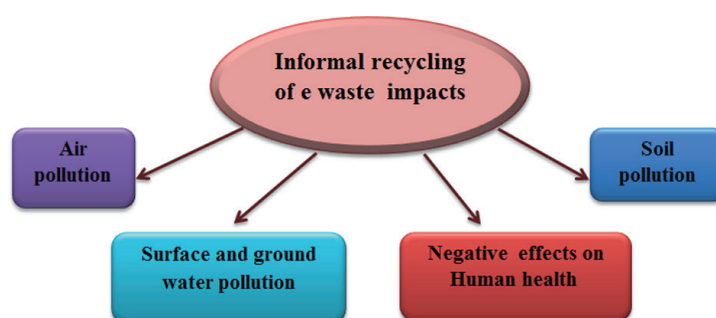 Informal recycling
of e waste impacts
Air
pollution
Soil
pollution
Surface and ground
water pollution
Negative effects on
Human health